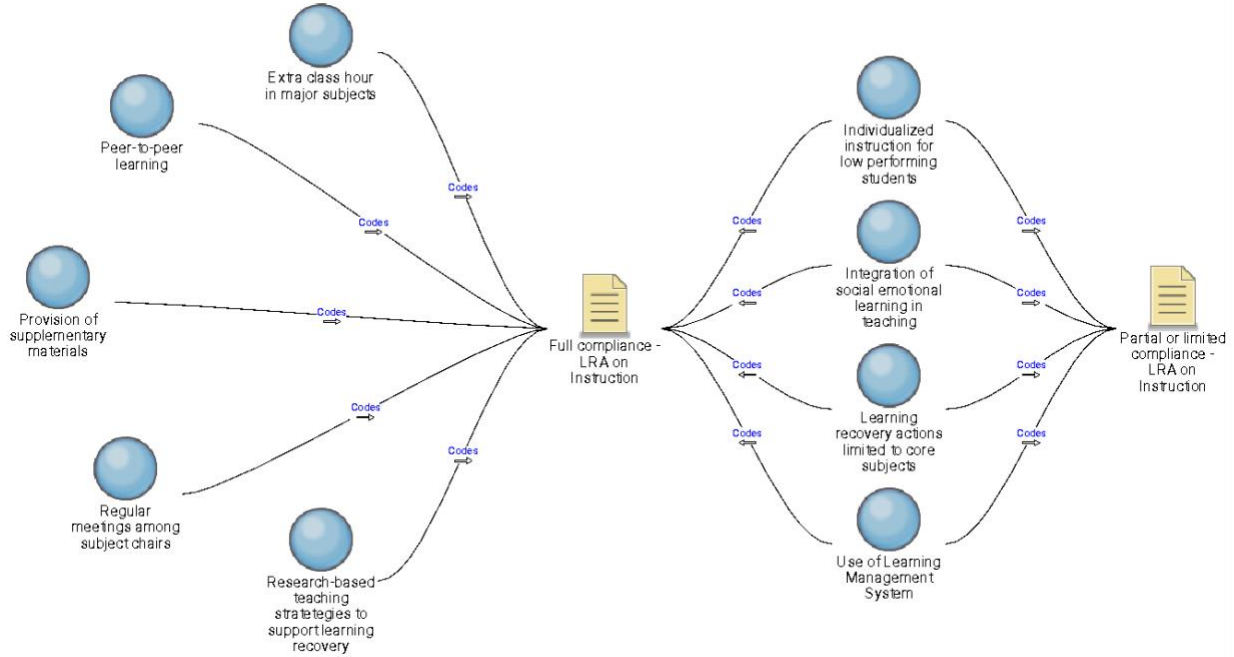 Extra class hour
in major subjects
Peer-to-peer
learning
Codes
Codes
Provision of
supplementary
materials
Codes
Regular
meetings among
subject chairs
Codes
Research-based
teaching
stratetegies to
support learning
recovery
Codes
Full compliance -
LRA on
Instruction
Individualized
instruction for
low performing
students
Codes
Codes
Integration of
social emotional
learning in
teaching
Codes
Codes
Learning
recovery actions
limited to core
subjects
Codes
Codes
Use of Learning
Management
System
Codes
Codes
Partial or limited
compliance -
LRA on
Instruction